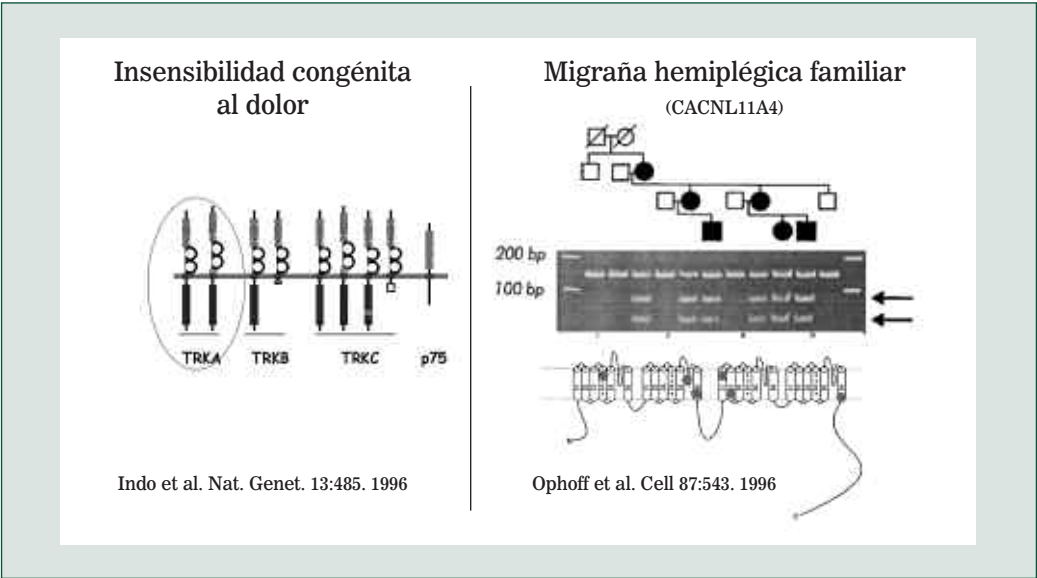 Insensibilidad congénita
al dolor
TRKA TRKB TRKC p75
Indo et al. Nat. Genet. 13:485. 1996
Migraña hemiplégica familiar
(CACNL11A4)
200 bp
100 bp
Ophoff et al. Cell 87:543. 1996